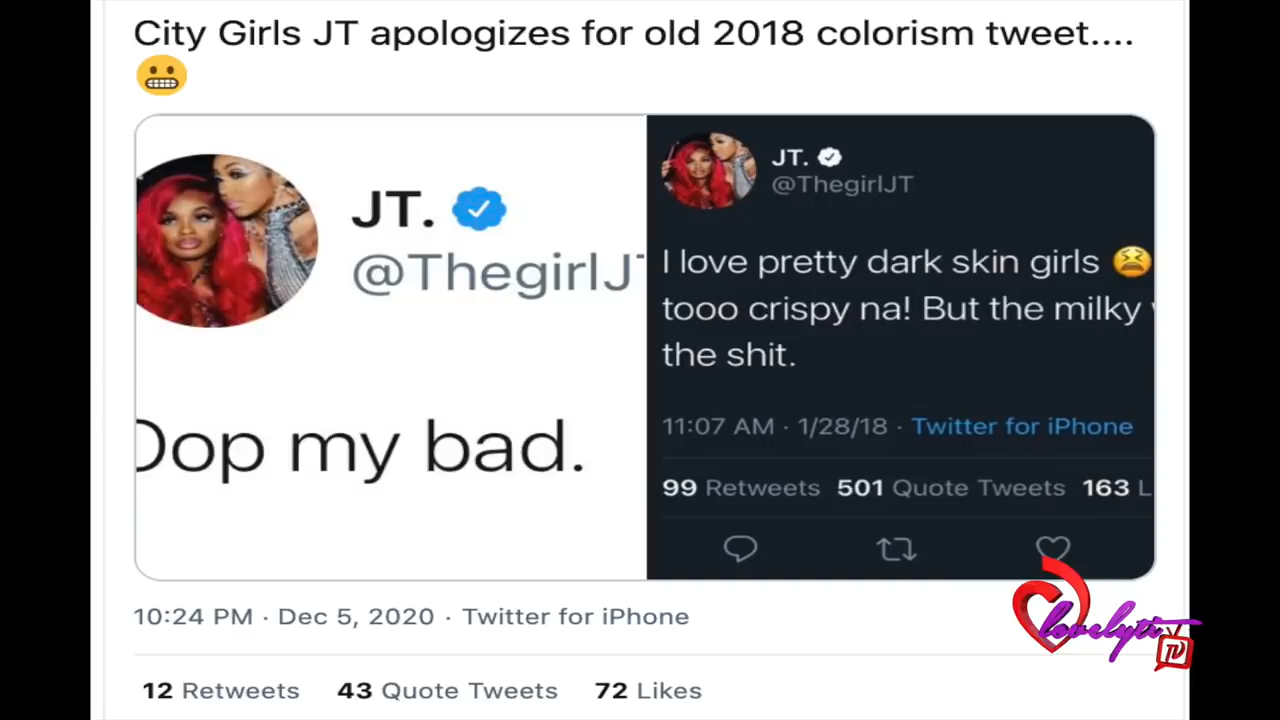 City Girls JT apologizes for old 2018 colorism tweet....
😬
JT.
@ThegirlJ
Oop my bad.
JT.
@ThegirlJT
I love pretty dark skin girls 😫
tooo crispy na! But the milky
the shit.
11:07 AM · 1/28/18 · Twitter for iPhone
99 Retweets 501 Quote Tweets 163 L
10:24 PM · Dec 5, 2020 · Twitter for iPhone
12 Retweets 43 Quote Tweets 72 Likes
lovelyti
TV